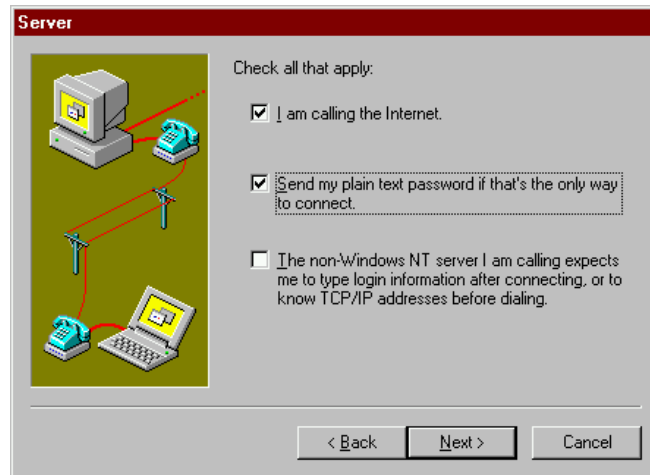 Server
Check all that apply:
I am calling the Internet.
Send my plain text password if that's the only way
to connect.
The non-Windows NT server I am calling expects
me to type login information after connecting, or to
know TCP/IP addresses before dialing.
< Back Next > Cancel